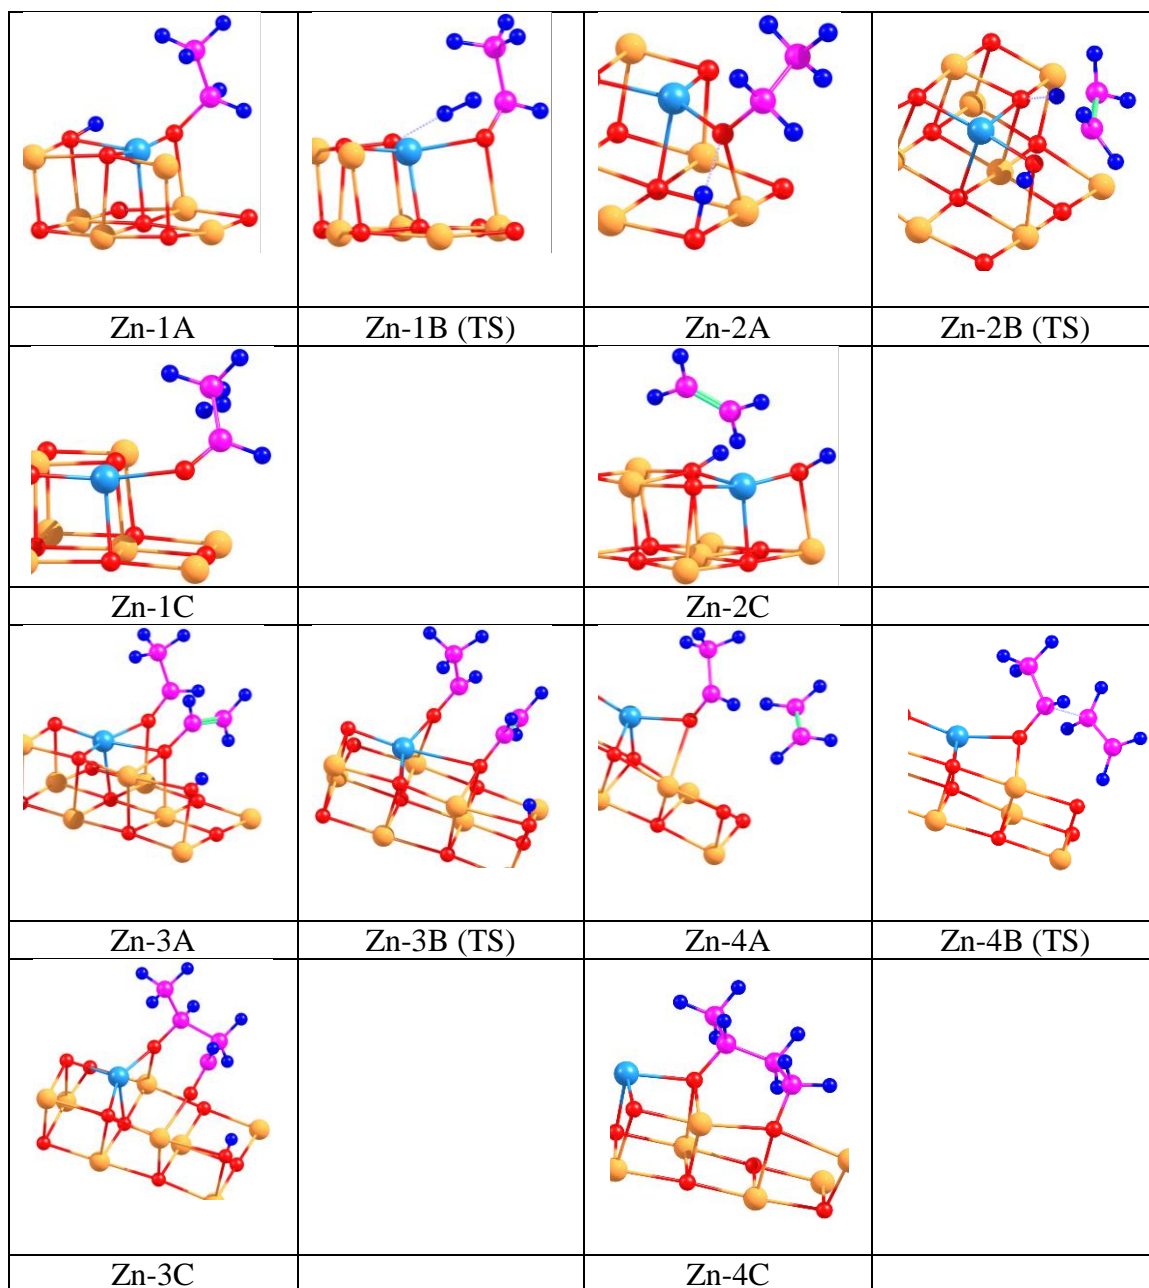 Zn-1A Zn-1B (TS) Zn-2A Zn-2B (TS)
Zn-1C Zn-2C
Zn-3A Zn-3B (TS) Zn-4A Zn-4B (TS)
Zn-3C Zn-4C